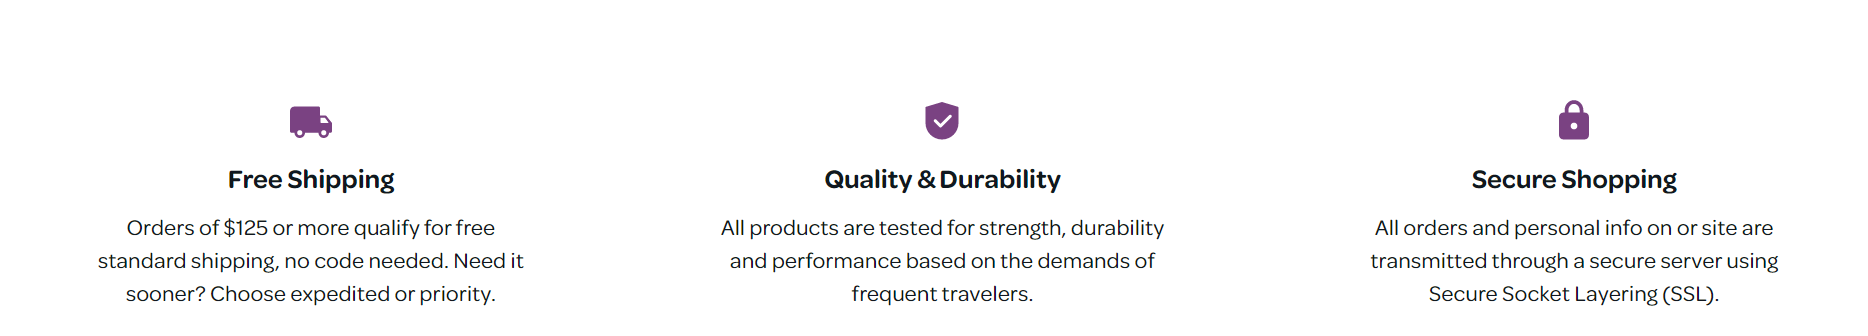 Free Shipping
Orders of $125 or more qualify for free
standard shipping, no code needed. Need it
sooner? Choose expedited or priority.
Quality & Durability
All products are tested for strength, durability
and performance based on the demands of
frequent travelers.
Secure Shopping
All orders and personal info on or site are
transmitted through a secure server using
Secure Socket Layering (SSL).